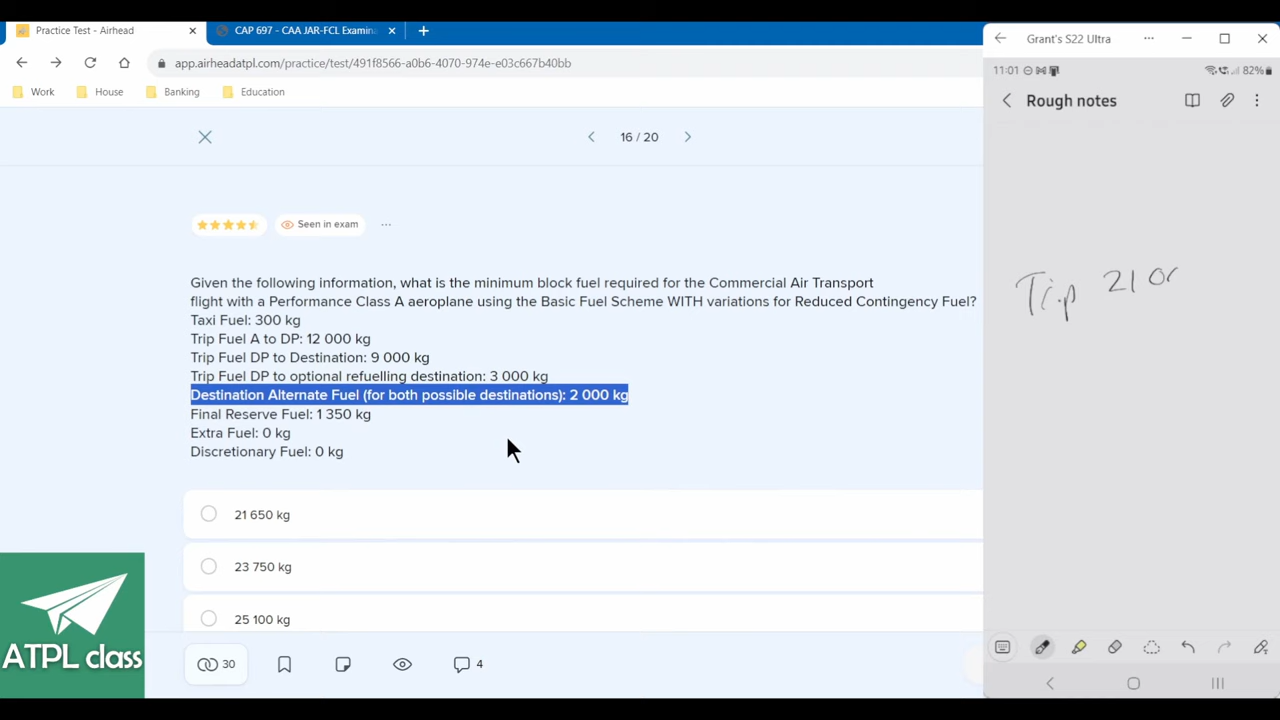 Practice Test - Airhead
CAP 697 - CAA JAR-FCL Examina
app.airheadatpl.com/practice/test/491f8566-a0b6-4070-974e-e03c667b40bb
Work House Banking Education
16 / 20
Seen in exam
Given the following information, what is the minimum block fuel required for the Commercial Air Transport
flight with a Performance Class A aeroplane using the Basic Fuel Scheme WITH variations for Reduced Contingency Fuel?
Taxi Fuel: 300 kg
Trip Fuel A to DP: 12 000 kg
Trip Fuel DP to Destination: 9 000 kg
Trip Fuel DP to optional refuelling destination: 3 000 kg
Destination Alternate Fuel (for both possible destinations): 2 000 kg
Final Reserve Fuel: 1 350 kg
Extra Fuel: 0 kg
Discretionary Fuel: 0 kg
21 650 kg
23 750 kg
25 100 kg
30
4
ATPL class
Grant's S22 Ultra
11:01
82%
Rough notes
Trip 210